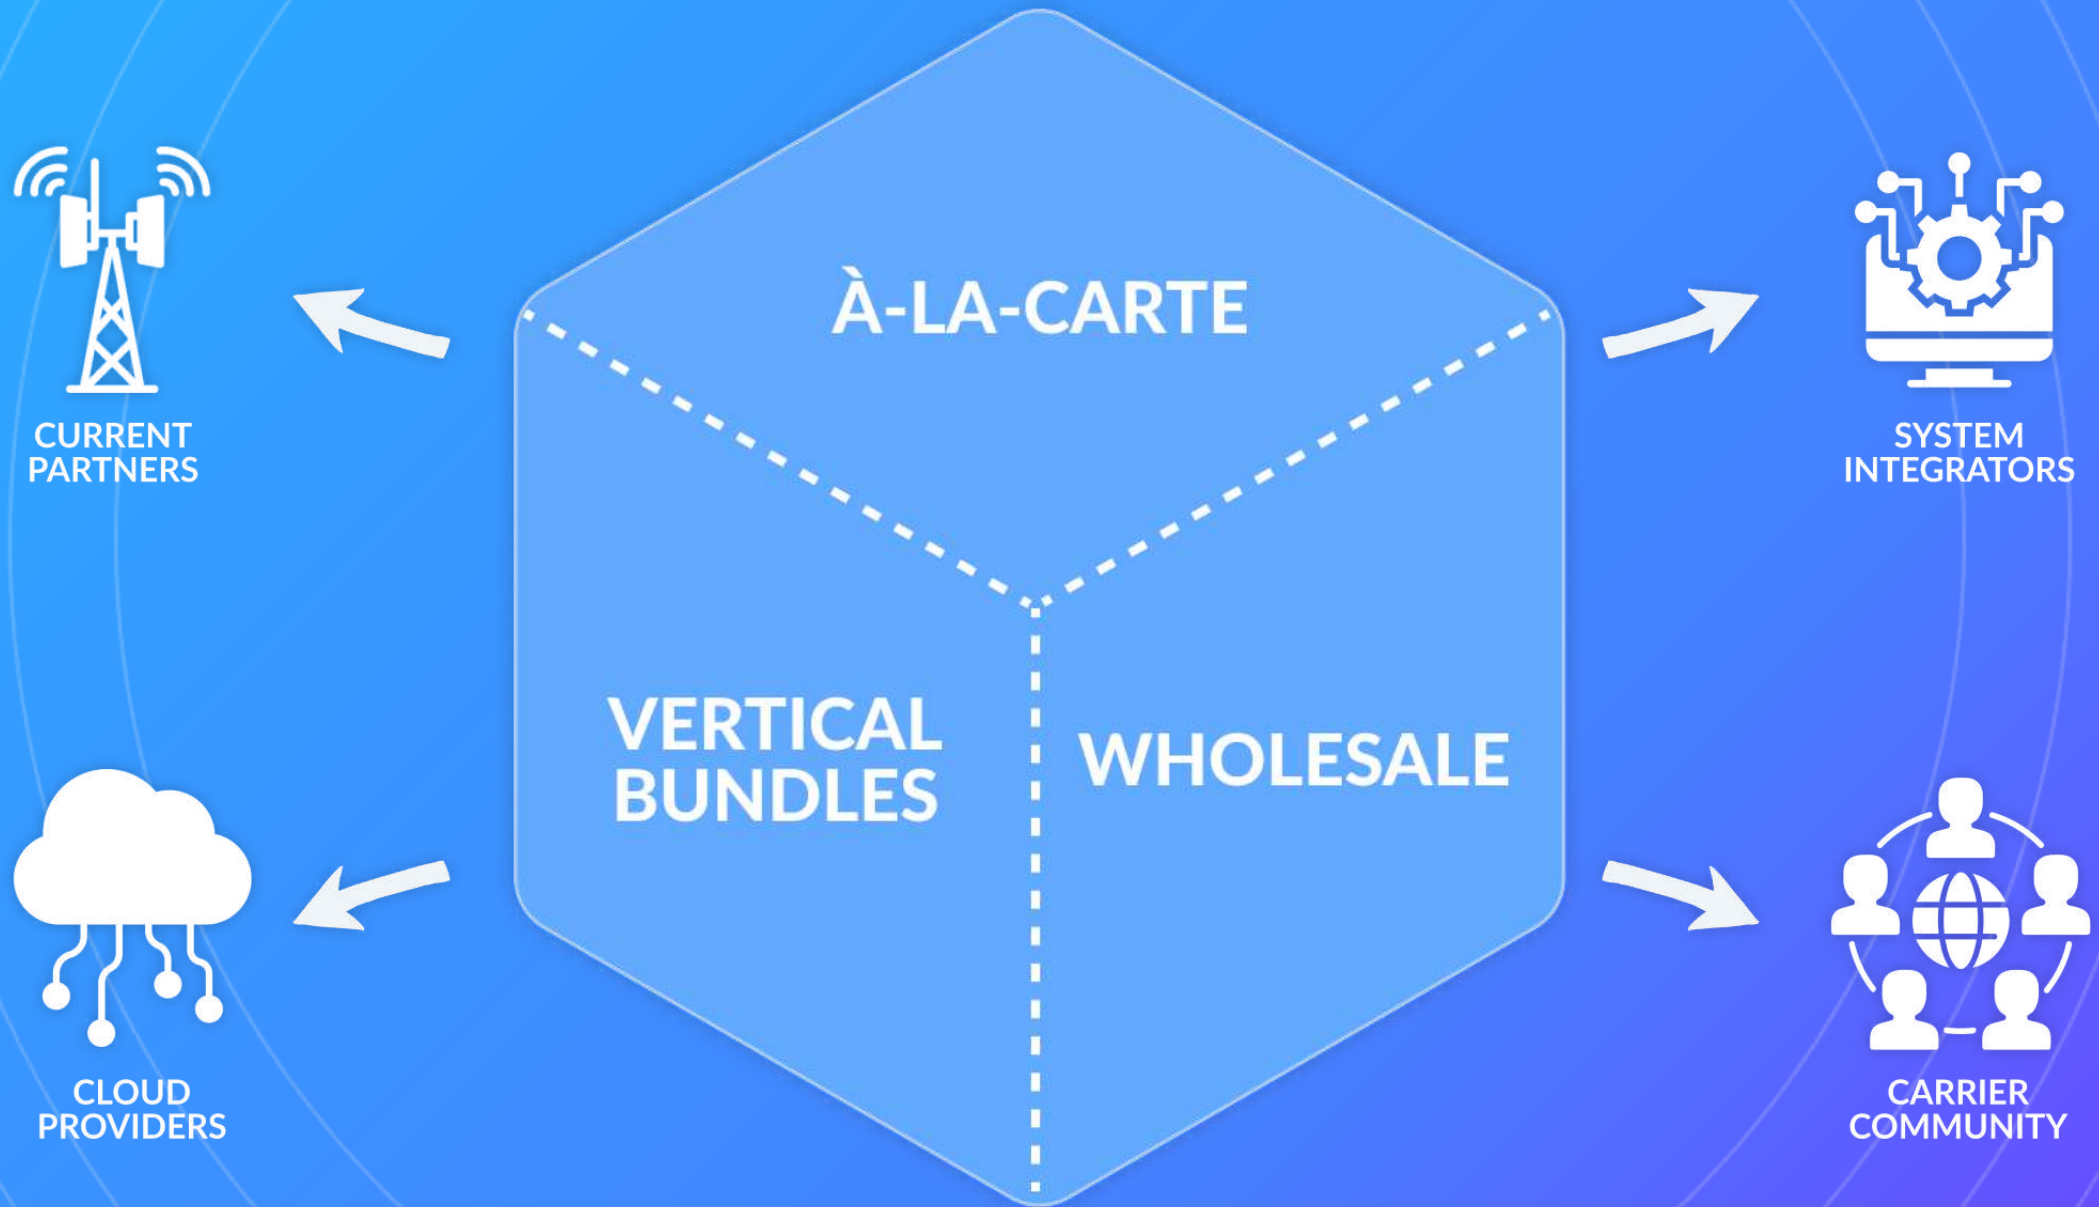 À-LA-CARTE
CURRENT
PARTNERS
SYSTEM
INTEGRATORS
VERTICAL
BUNDLES
WHOLESALE
CLOUD
PROVIDERS
CARRIER
COMMUNITY